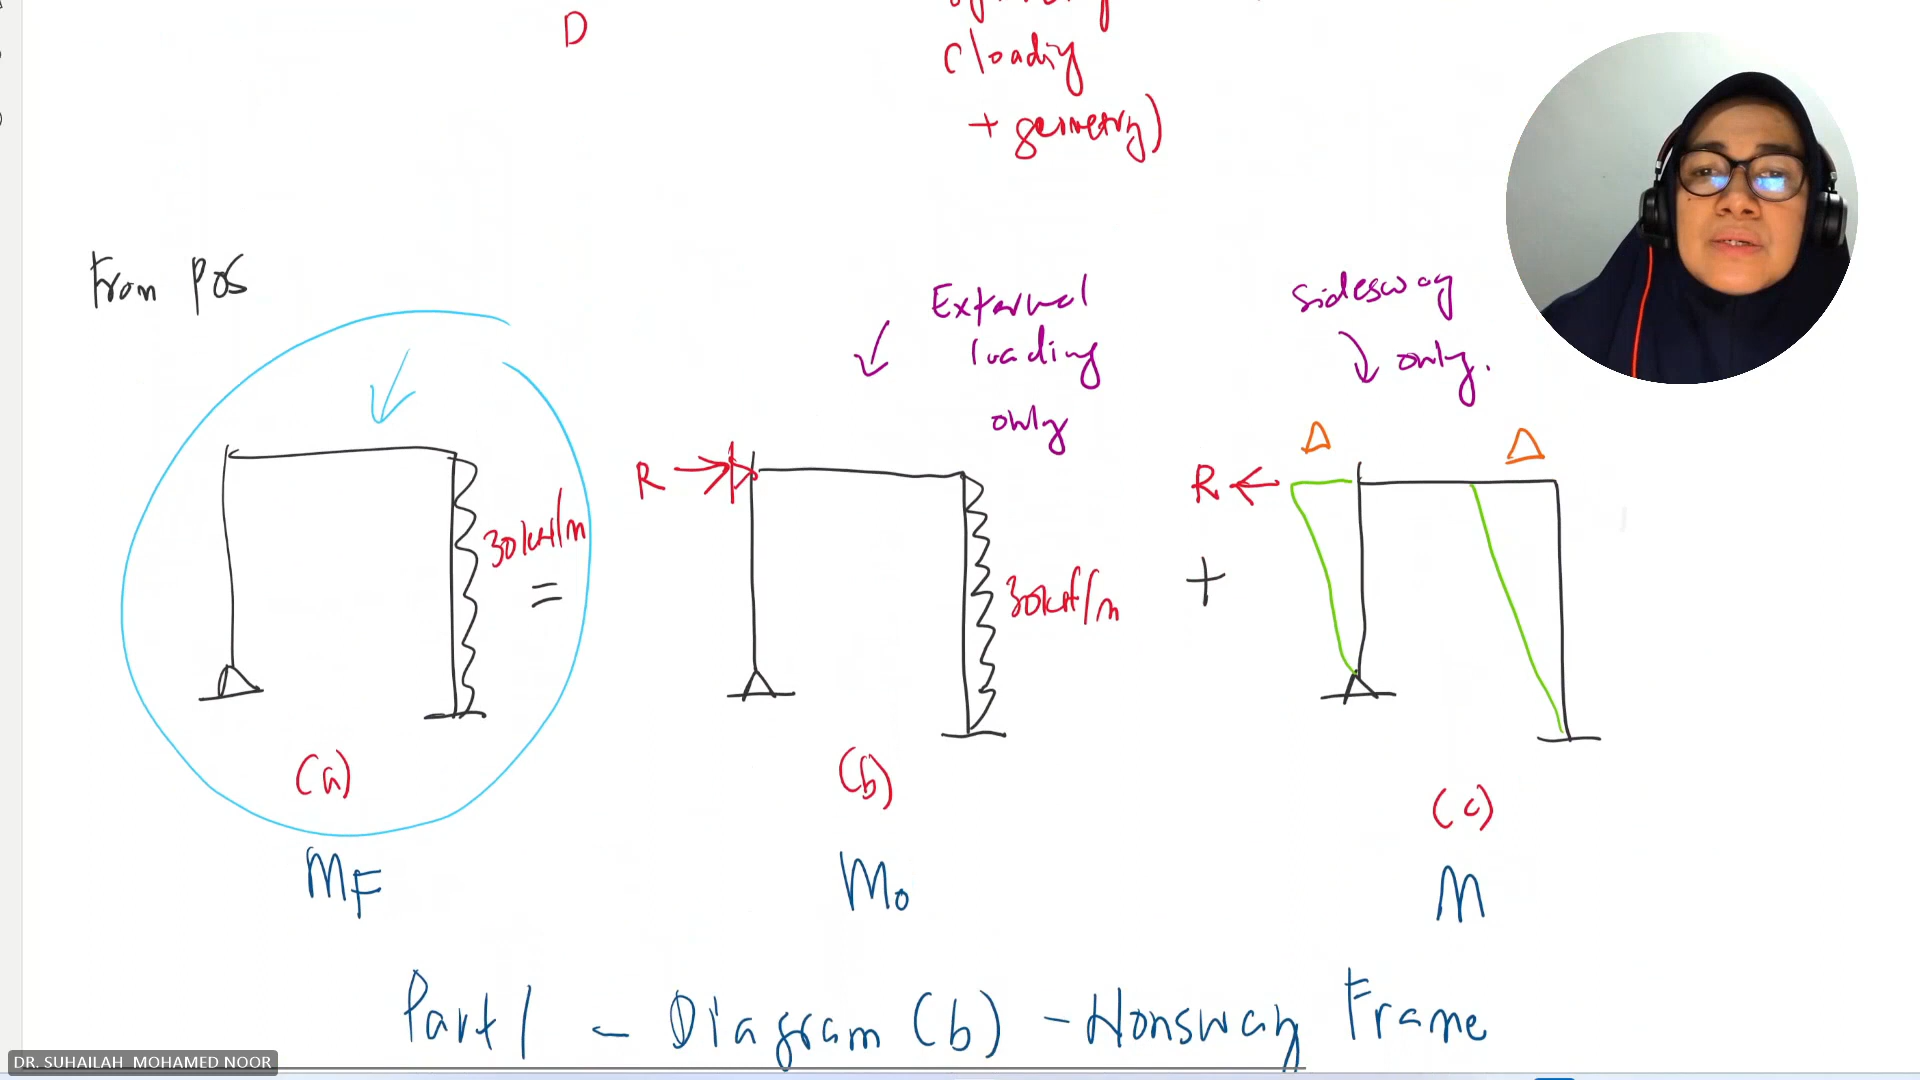 D
(loading
+ geometry)
From POS
External
loading
only
Sideswag
only.
Δ
Δ
R
R
30kN/m
=
30kN/m
+
(a)
(b)
(c)
MF
Mo
M
Part 1 - Diagram (b) - Nonsway Frame
DR. SUHAILAH MOHAMED NOOR